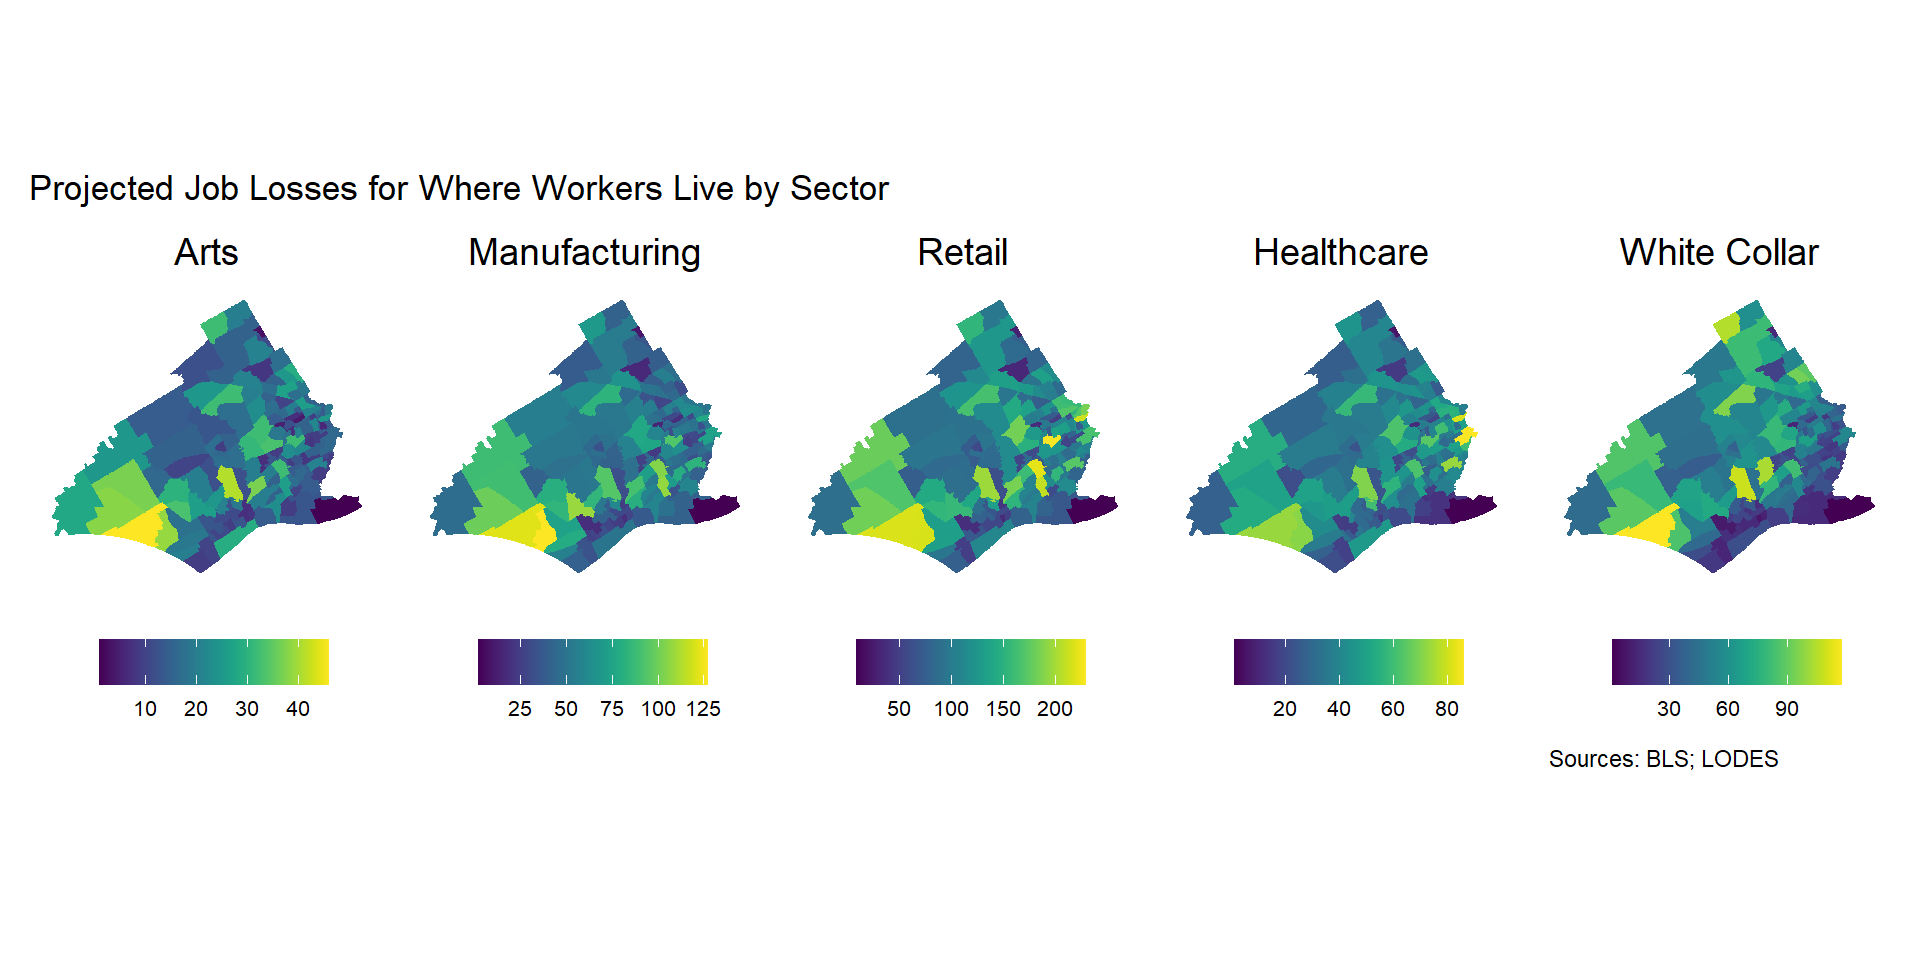 Projected Job Losses for Where Workers Live by Sector
Arts
Manufacturing
Retail
Healthcare
White Collar
10 20 30 40
25 50 75 100 125
50 100 150 200
20 40 60 80
30 60 90
Sources: BLS; LODES